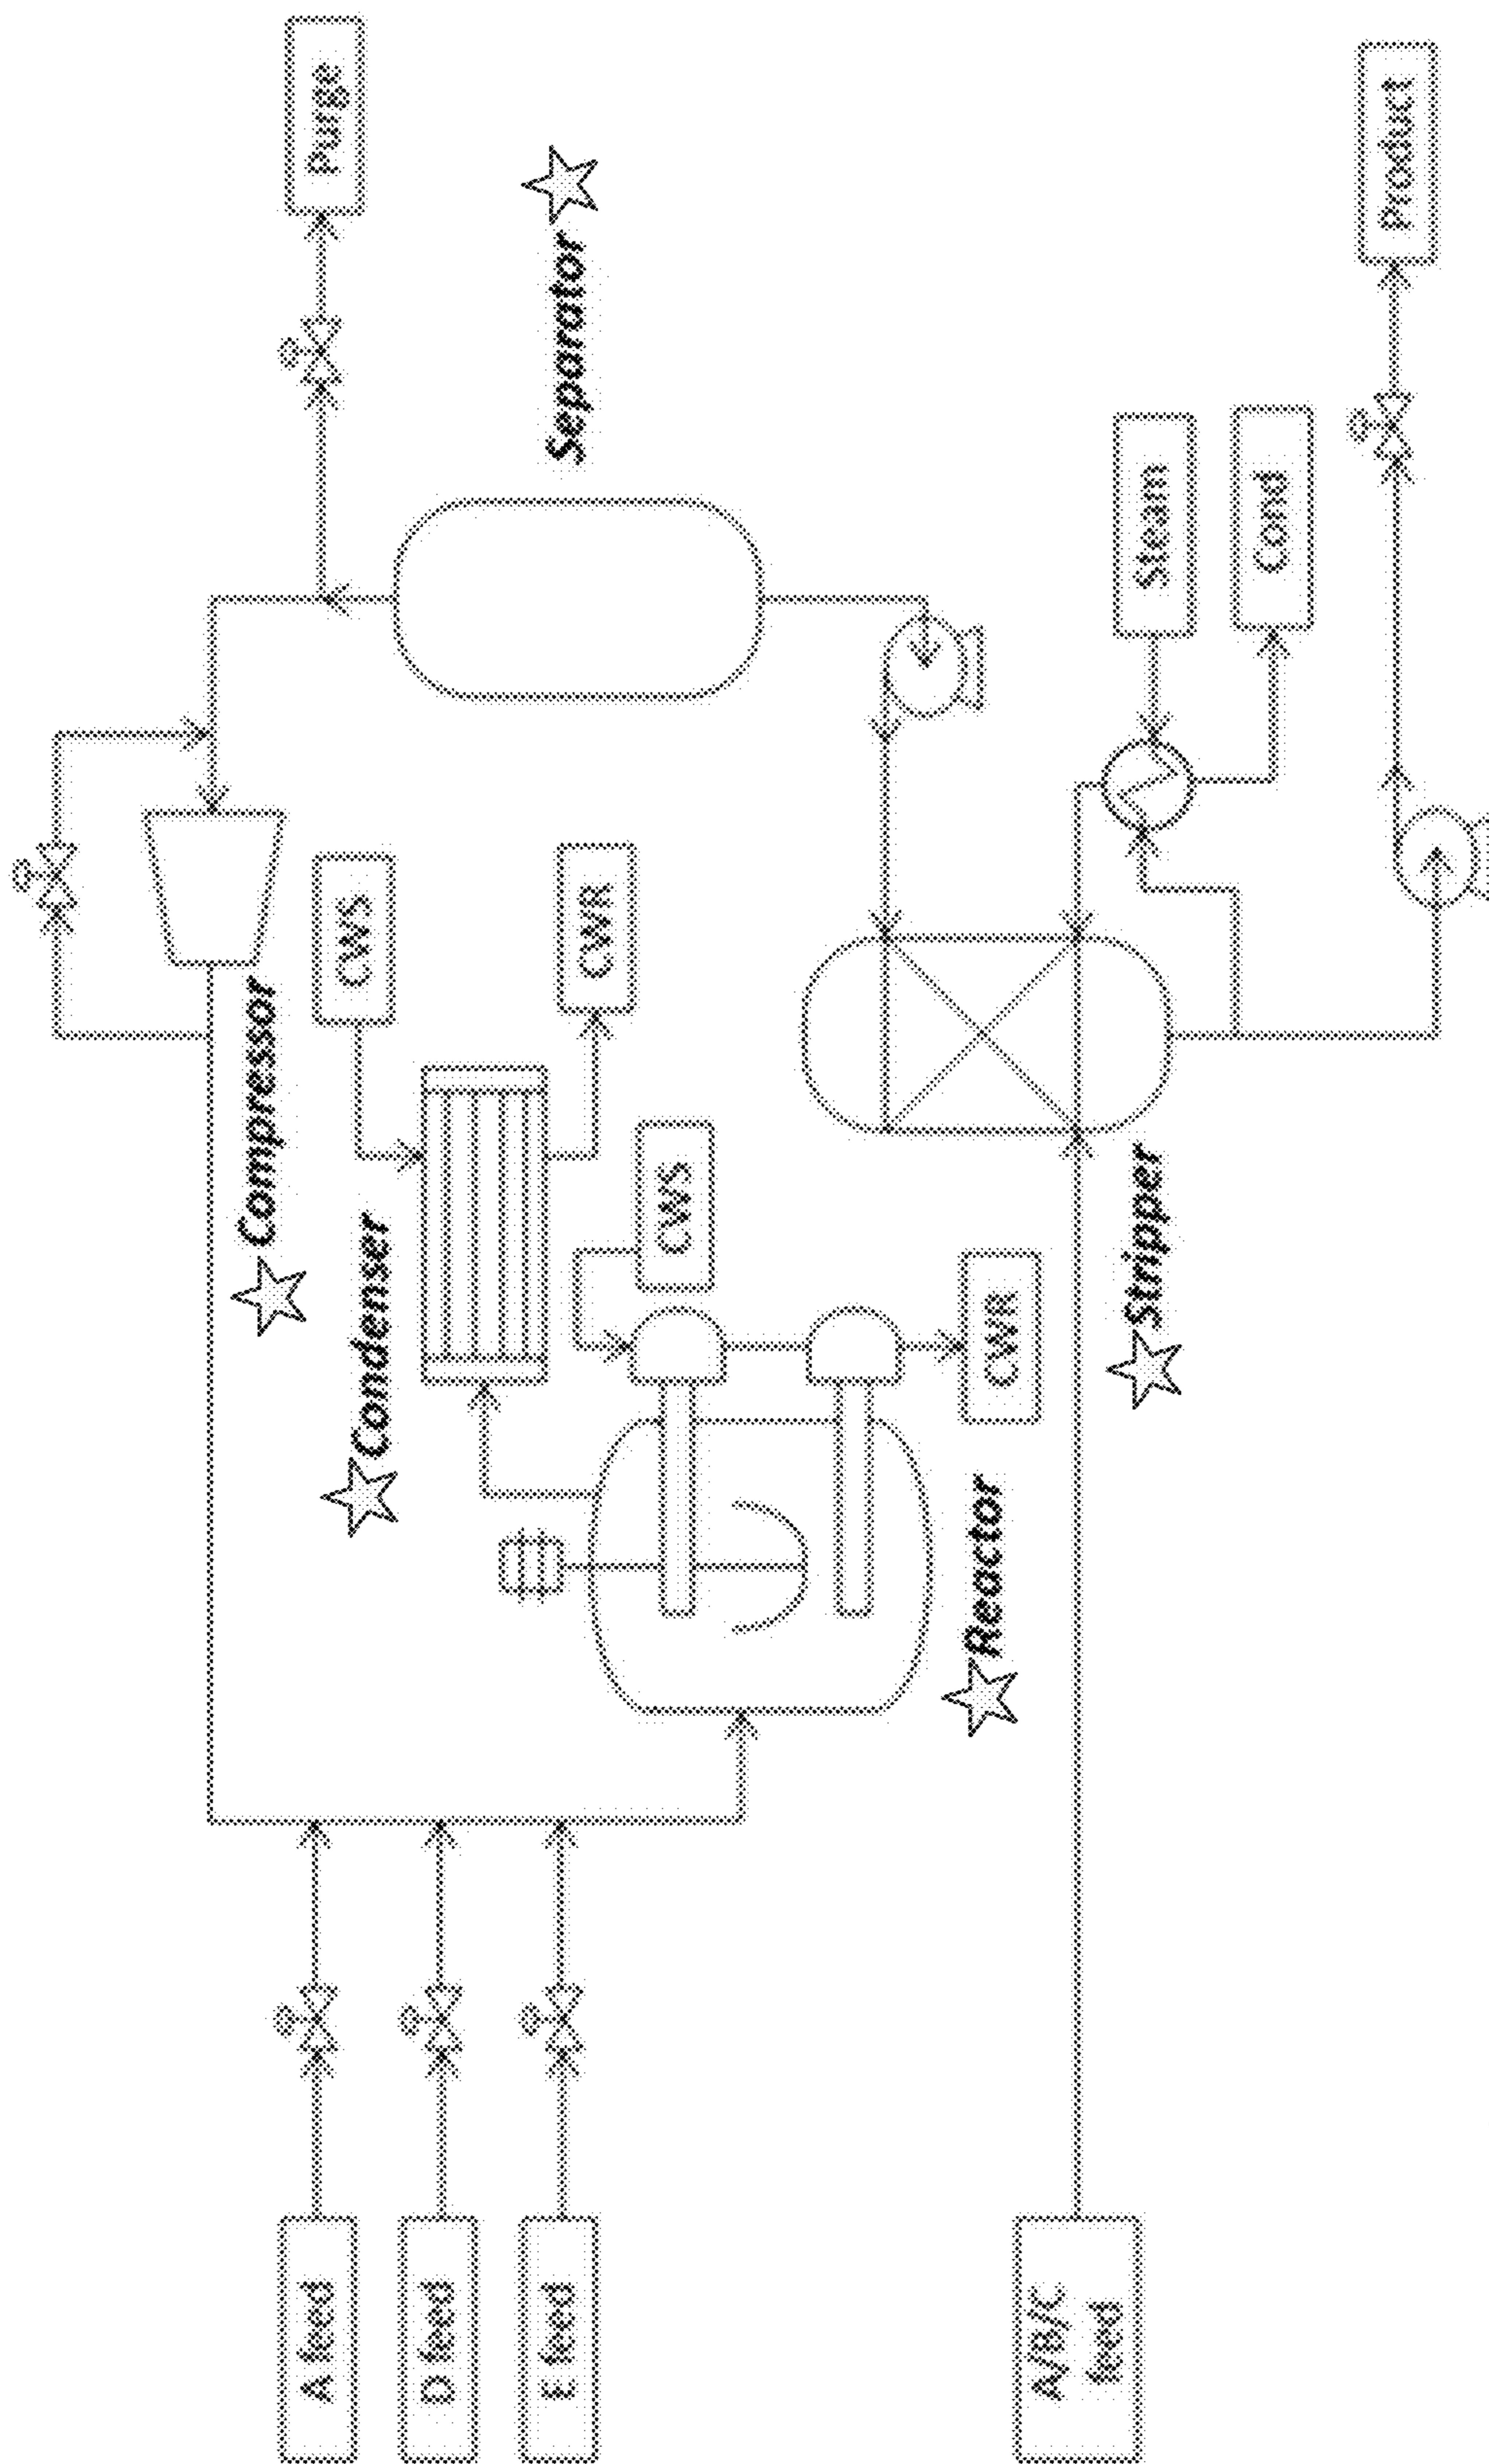 Purge
Compressor
CWS
A feed
Condenser
D feed
Separator
CWR
E feed
CWS
Reactor
CWR
A/B/C
feed
Stripper
Steam
Cond
Product